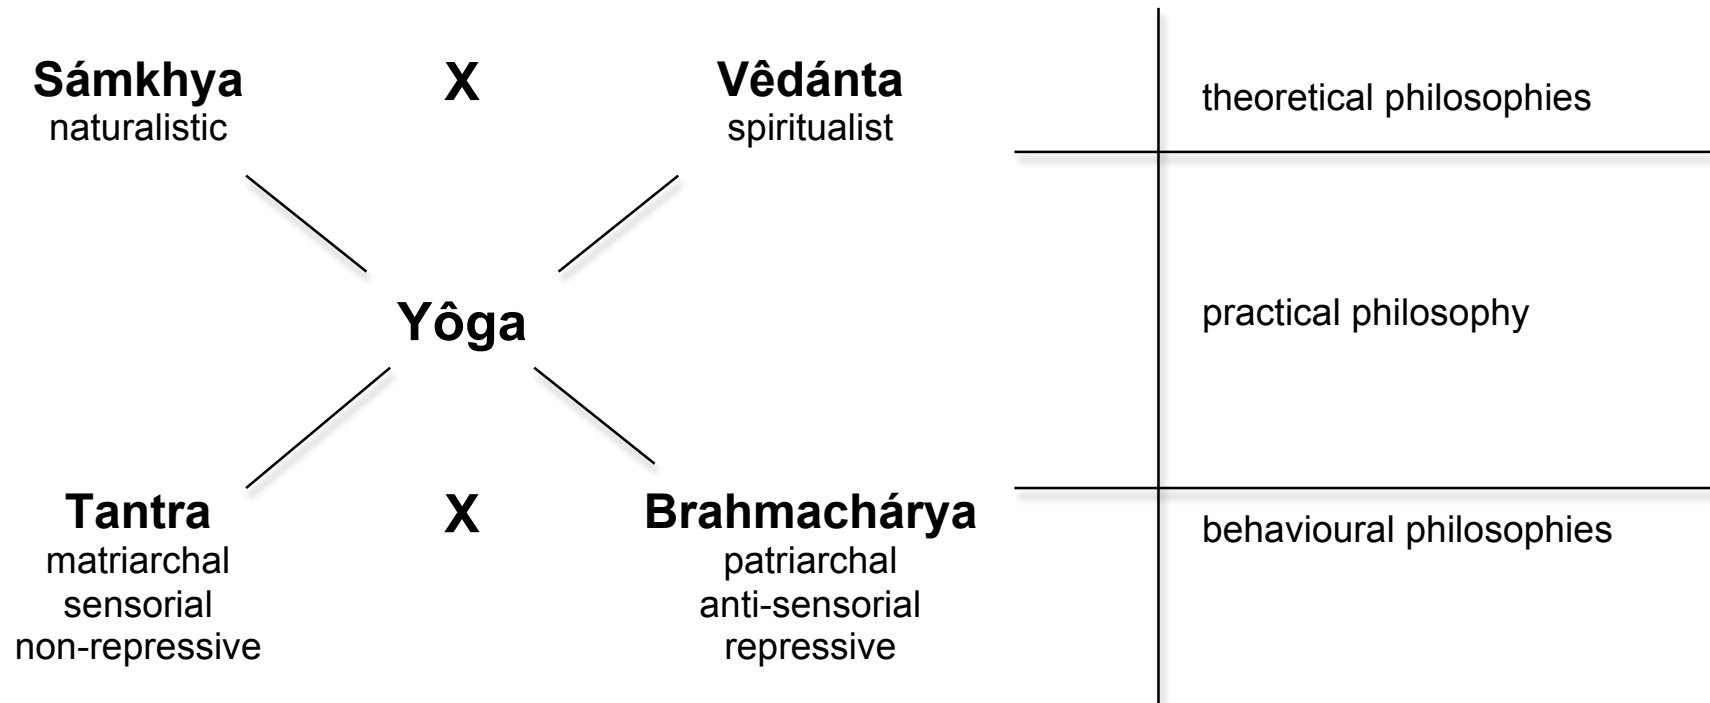 Sámkhya X Vêdánta
naturalistic spiritualist
theoretical philosophies
Yôga
practical philosophy
Tantra X Brahmachárya
matriarchal patriarchal
sensorial anti-sensorial
non-repressive repressive
behavioural philosophies